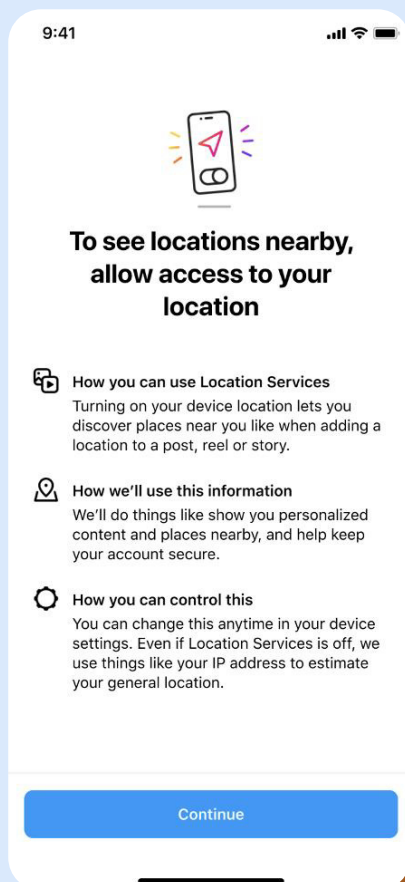 9:41
To see locations nearby,
allow access to your
location
How you can use Location Services
Turning on your device location lets you
discover places near you like when adding a
location to a post, reel or story.
How we’ll use this information
We’ll do things like show you personalized
content and places nearby, and help keep
your account secure.
How you can control this
You can change this anytime in your device
settings. Even if Location Services is off, we
use things like your IP address to estimate
your general location.
Continue